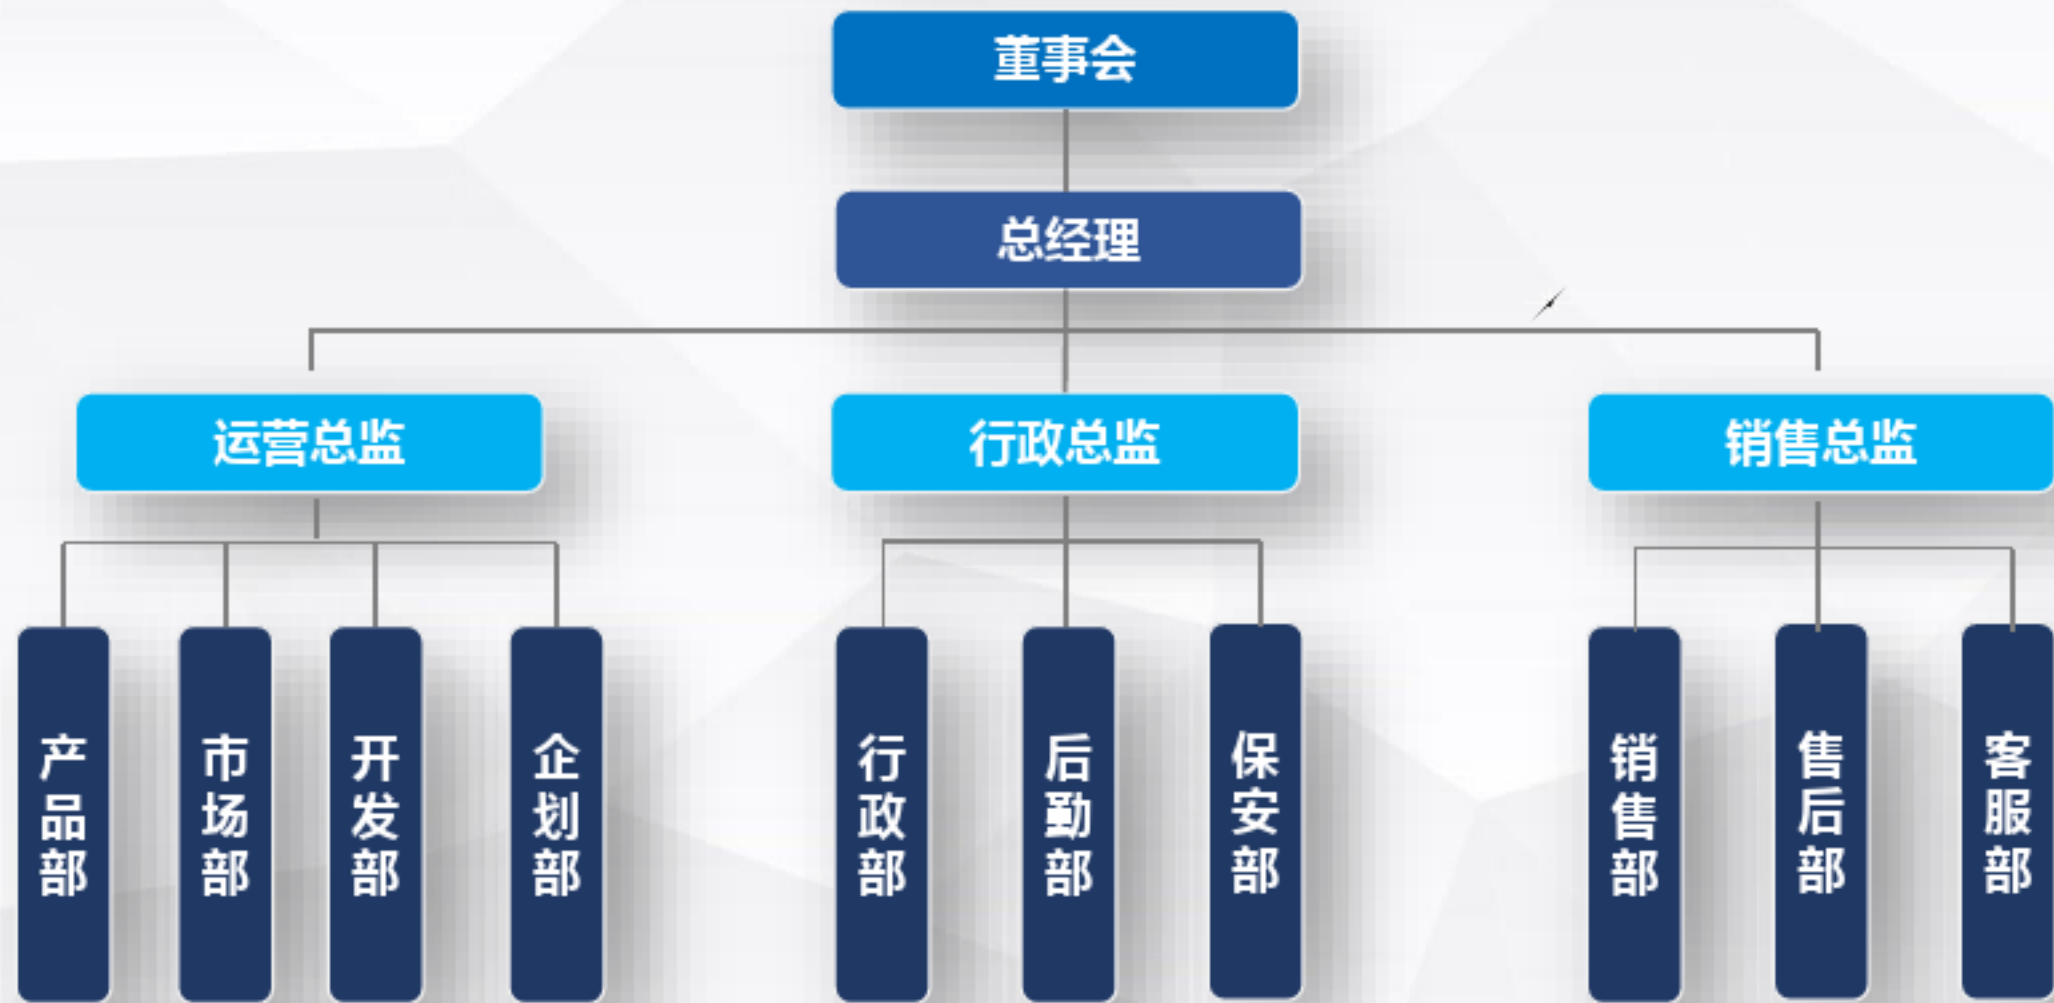 董事会
总经理
运营总监
行政总监
销售总监
产品部
市场部
开发部
企划部
行政部
后勤部
保安部
销售部
售后部
客服部